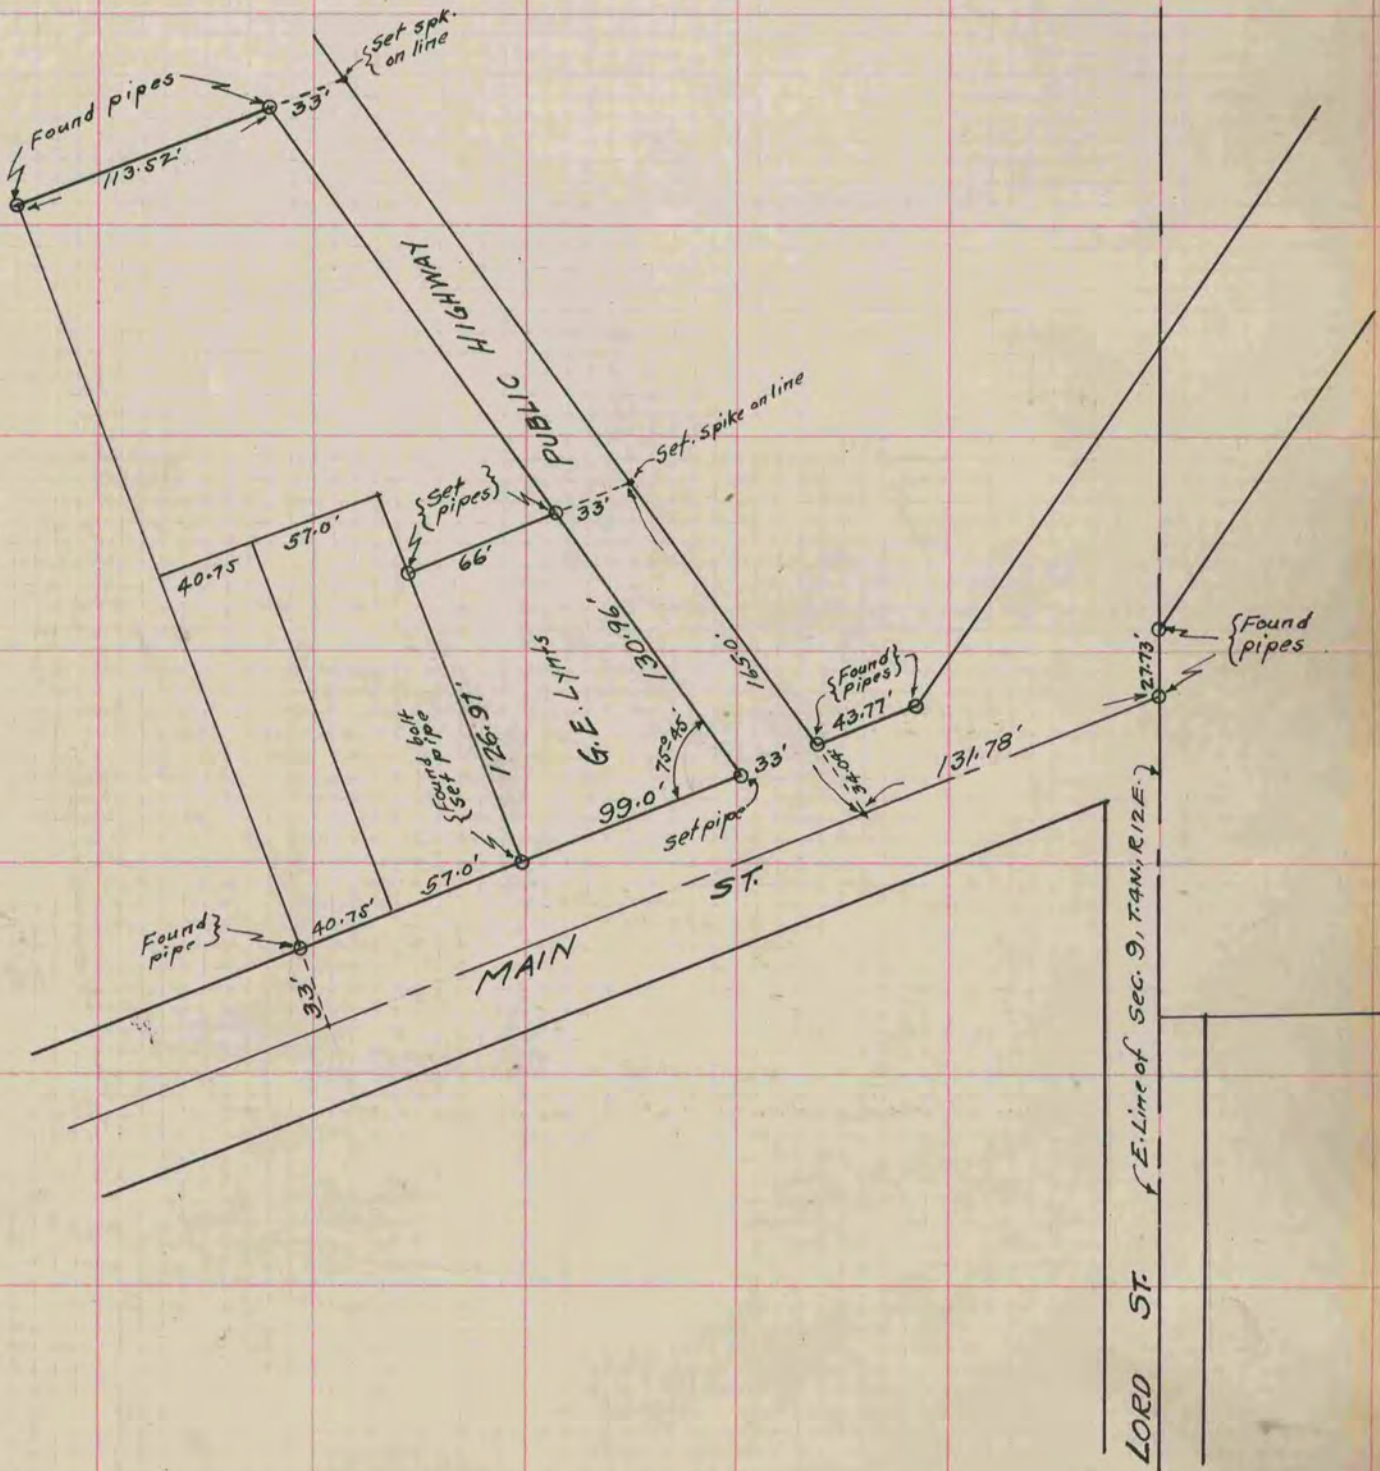 Set spk.
on line
Found pipes
33'
113.52'
PUBLIC HIGHWAY
Set. spike on line
Set
pipes
33'
66'
57.0'
40.75
130.96'
165.0'
G.E. Lynts
126.97'
Found bolt
Set pipe
75°45'
99.0'
33'
set pipe
Found
pipes
43.77'
34.04'
131.78'
27.73'
Found
pipes
57.0'
40.75'
Found
pipe
33'
MAIN ST.
E. Line of Sec. 9, T.4N., R12E.
LORD ST.